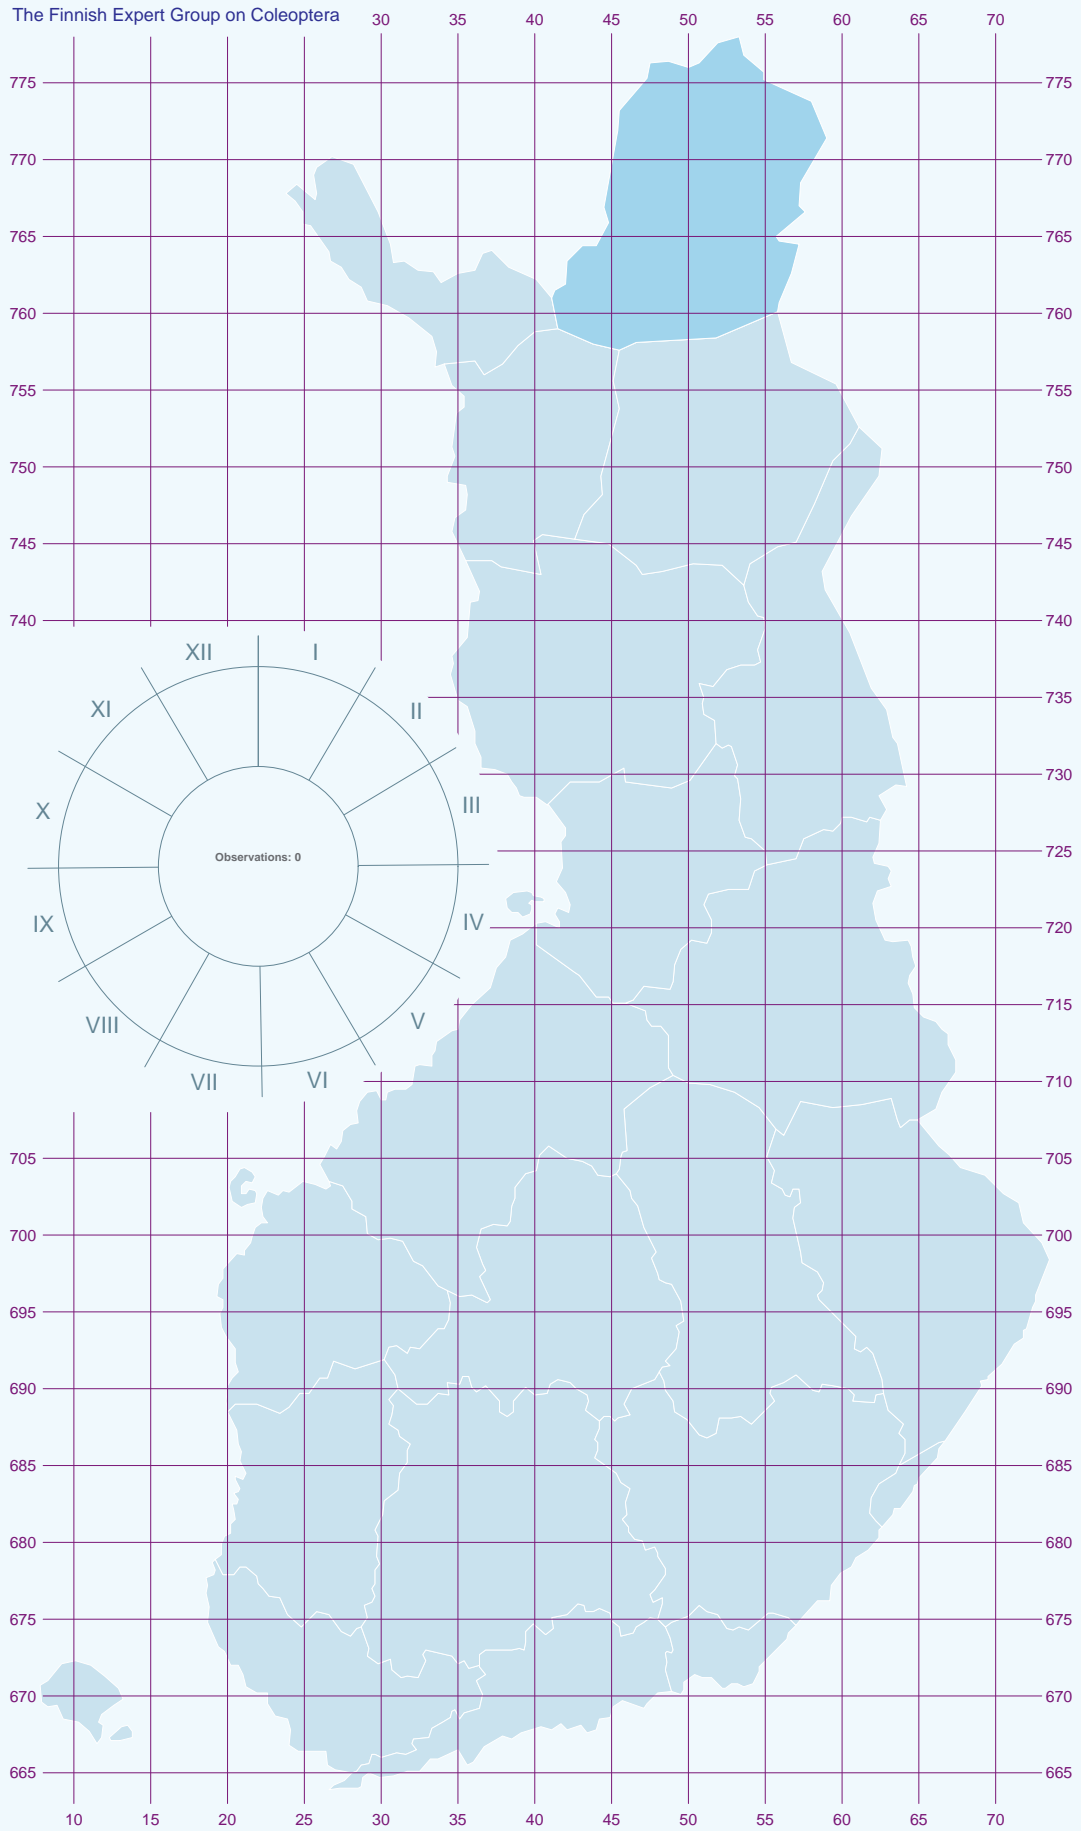 The Finnish Expert Group on Coleoptera
30 35 40 45 50 55 60 65 70
775 775
770 770
765 765
760 760
755 755
750 750
745 745
740 740
XII I
XI II
735
730
X III
725
Observations: 0
IX IV
720
715
VIII V
VII VI
710
705 705
700 700
695 695
690 690
685 685
680 680
675 675
670 670
665 665
10 15 20 25 30 35 40 45 50 55 60 65 70